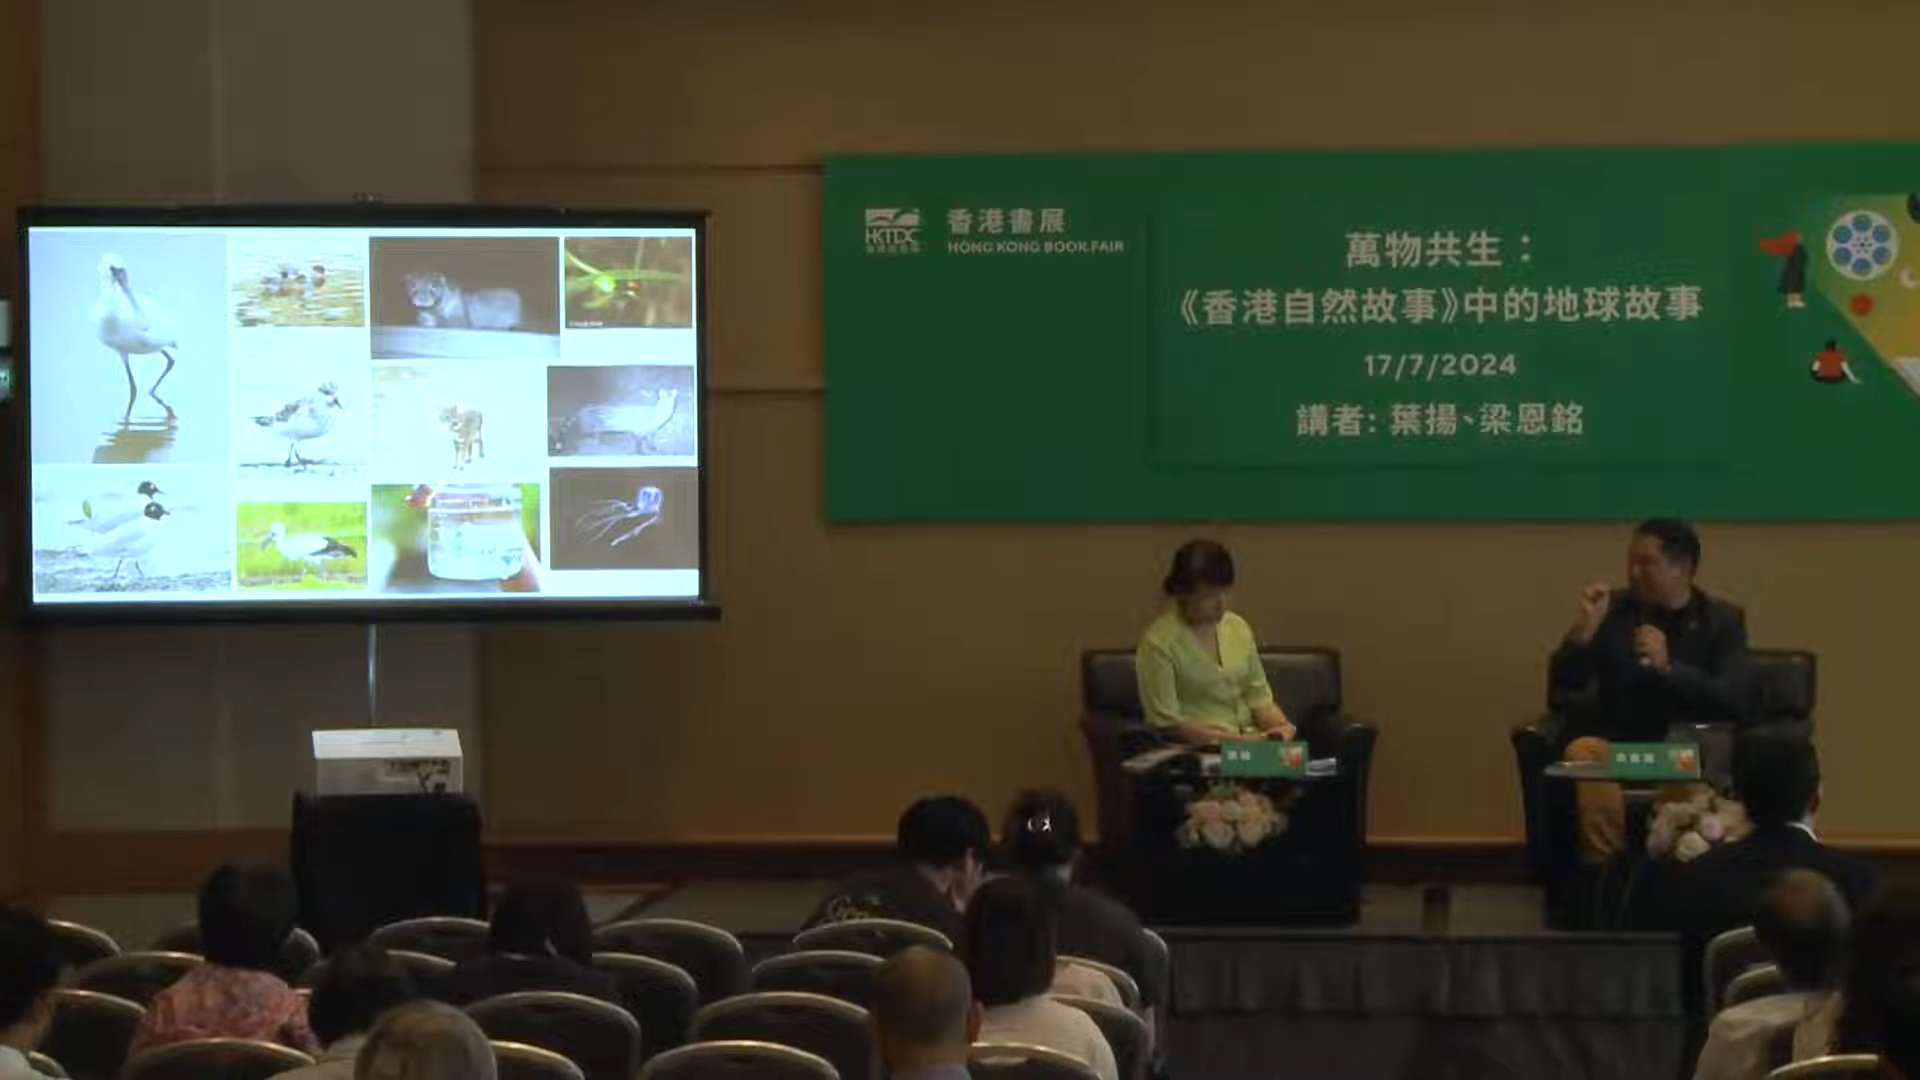 HKTDC
香港書展
HONG KONG BOOK FAIR
萬物共生：
《香港自然故事》中的地球故事
17/7/2024
講者: 葉揚、梁恩銘